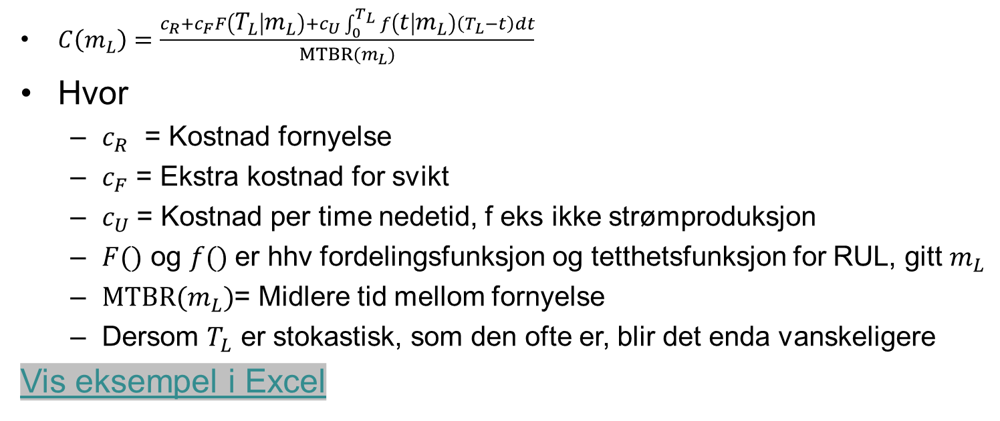 • C(m_L) = \frac{c_R+c_F F(T_L|m_L)+c_U \int_0^{T_L} f(t|m_L)(T_L−t)dt}{MTBR(m_L)}
• Hvor
– c_R = Kostnad fornyelse
– c_F = Ekstra kostnad for svikt
– c_U = Kostnad per time nedetid, f eks ikke strømproduksjon
– F() og f() er hhv fordelingsfunksjon og tetthetsfunksjon for RUL, gitt m_L
– MTBR(m_L)= Midlere tid mellom fornyelse
– Dersom T_L er stokastisk, som den ofte er, blir det enda vanskeligere
Vis eksempel i Excel